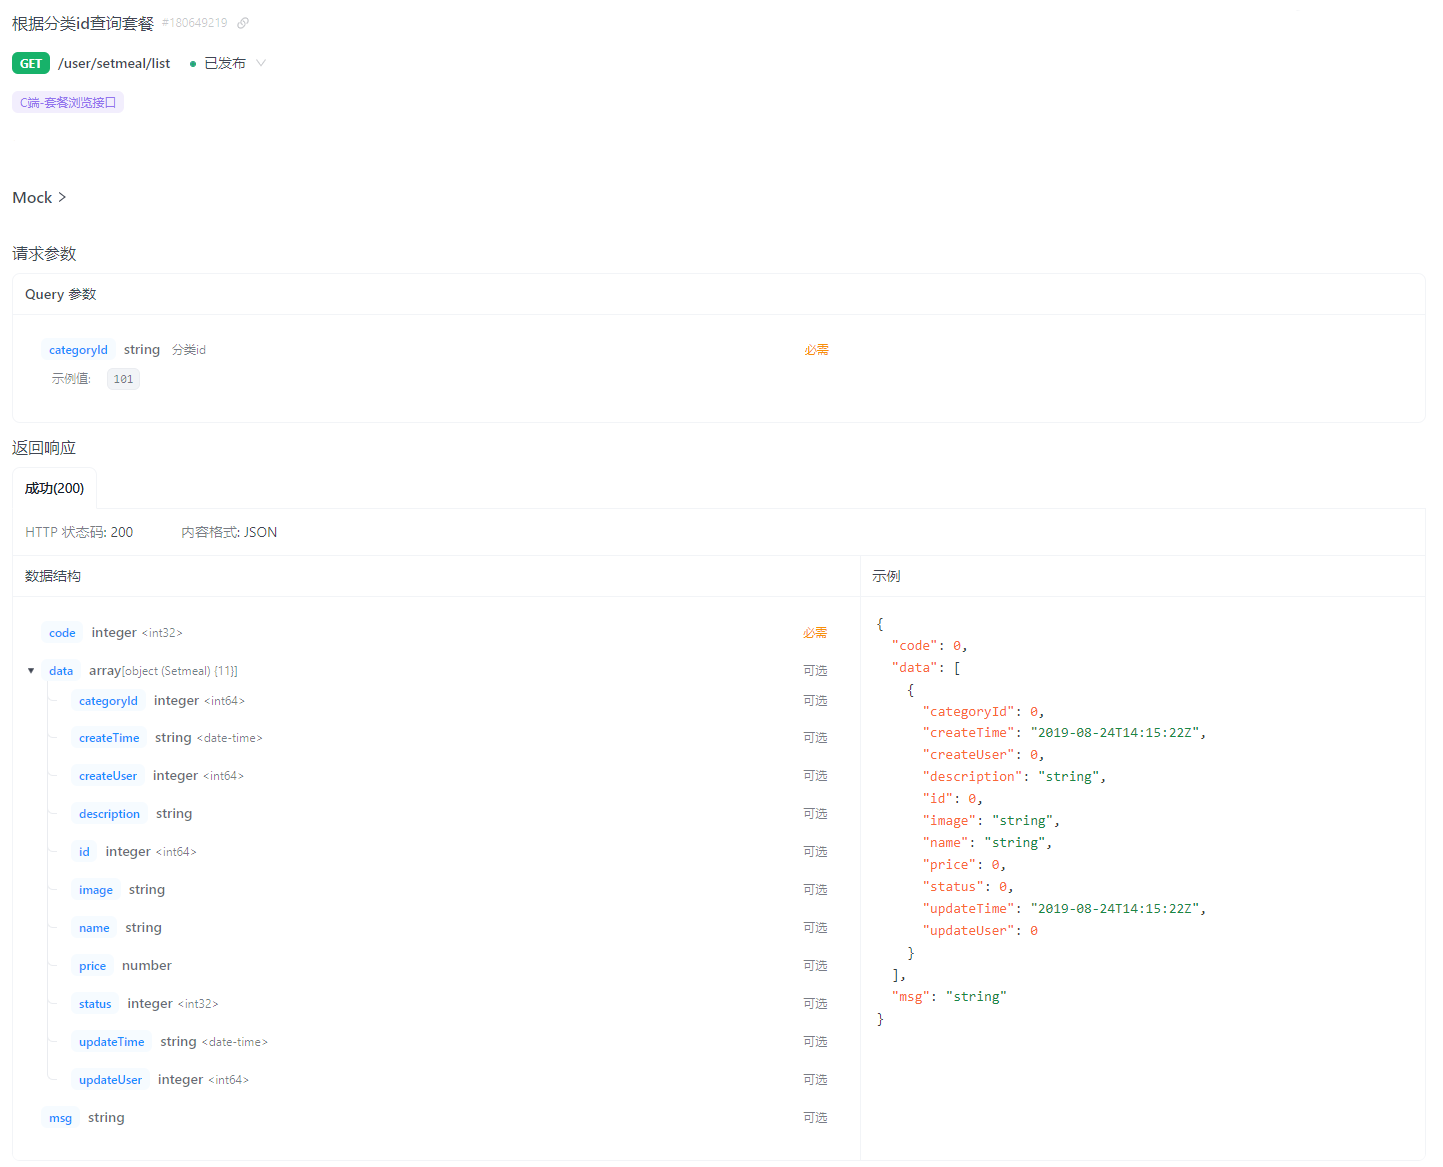 根据分类id查询套餐 #180649219
GET /user/setmeal/list 已发布
C端-套餐浏览接口
Mock >
请求参数
Query 参数
categoryId string 分类id 必需
示例值: 101
返回响应
成功(200)
HTTP 状态码: 200 内容格式: JSON
数据结构
code integer <int32> 必需
data array[object (Setmeal) {11}] 可选
categoryId integer <int64> 可选
createTime string <date-time> 可选
createUser integer <int64> 可选
description string 可选
id integer <int64> 可选
image string 可选
name string 可选
price number 可选
status integer <int32> 可选
updateTime string <date-time> 可选
updateUser integer <int64> 可选
msg string 可选
示例
{
"code": 0,
"data": [
{
"categoryId": 0,
"createTime": "2019-08-24T14:15:22Z",
"createUser": 0,
"description": "string",
"id": 0,
"image": "string",
"name": "string",
"price": 0,
"status": 0,
"updateTime": "2019-08-24T14:15:22Z",
"updateUser": 0
}
],
"msg": "string"
}